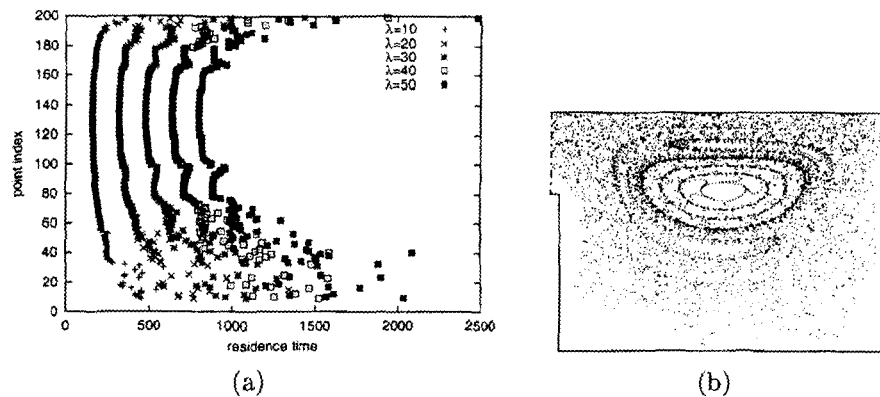 200
180
160
140
120
100
80
60
40
20
0
point index
λ=10 +
λ=20 ×
λ=30 ∗
λ=40 □
λ=50 ■
0 500 1000 1500 2000 2500
residence time
(a) (b)